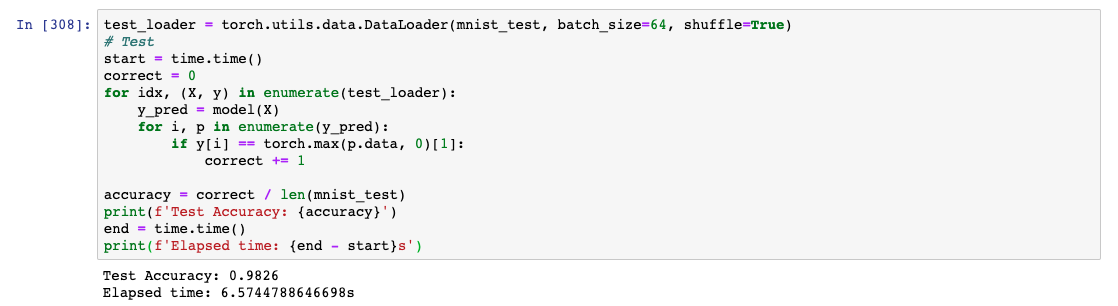 In [308]: test_loader = torch.utils.data.DataLoader(mnist_test, batch_size=64, shuffle=True)
# Test
start = time.time()
correct = 0
for idx, (X, y) in enumerate(test_loader):
    y_pred = model(X)
    for i, p in enumerate(y_pred):
        if y[i] == torch.max(p.data, 0)[1]:
            correct += 1

accuracy = correct / len(mnist_test)
print(f'Test Accuracy: {accuracy}')
end = time.time()
print(f'Elapsed time: {end - start}s')
Test Accuracy: 0.9826
Elapsed time: 6.5744788646698s